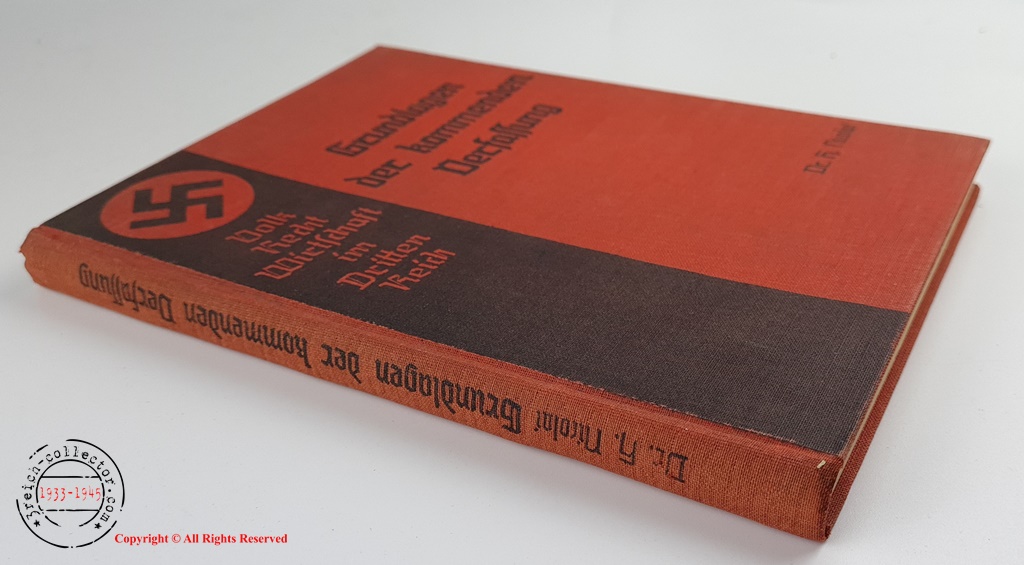 Grundlagen
der kommenden
Verfassung
Dr. H. Nicolai
Volk
Recht
Wirtschaft
im
Dritten
Reich
Dr. H. Nicolai Grundlagen der kommenden Verfassung
3reich-collector.com
1933-1945
Copyright © All Rights Reserved